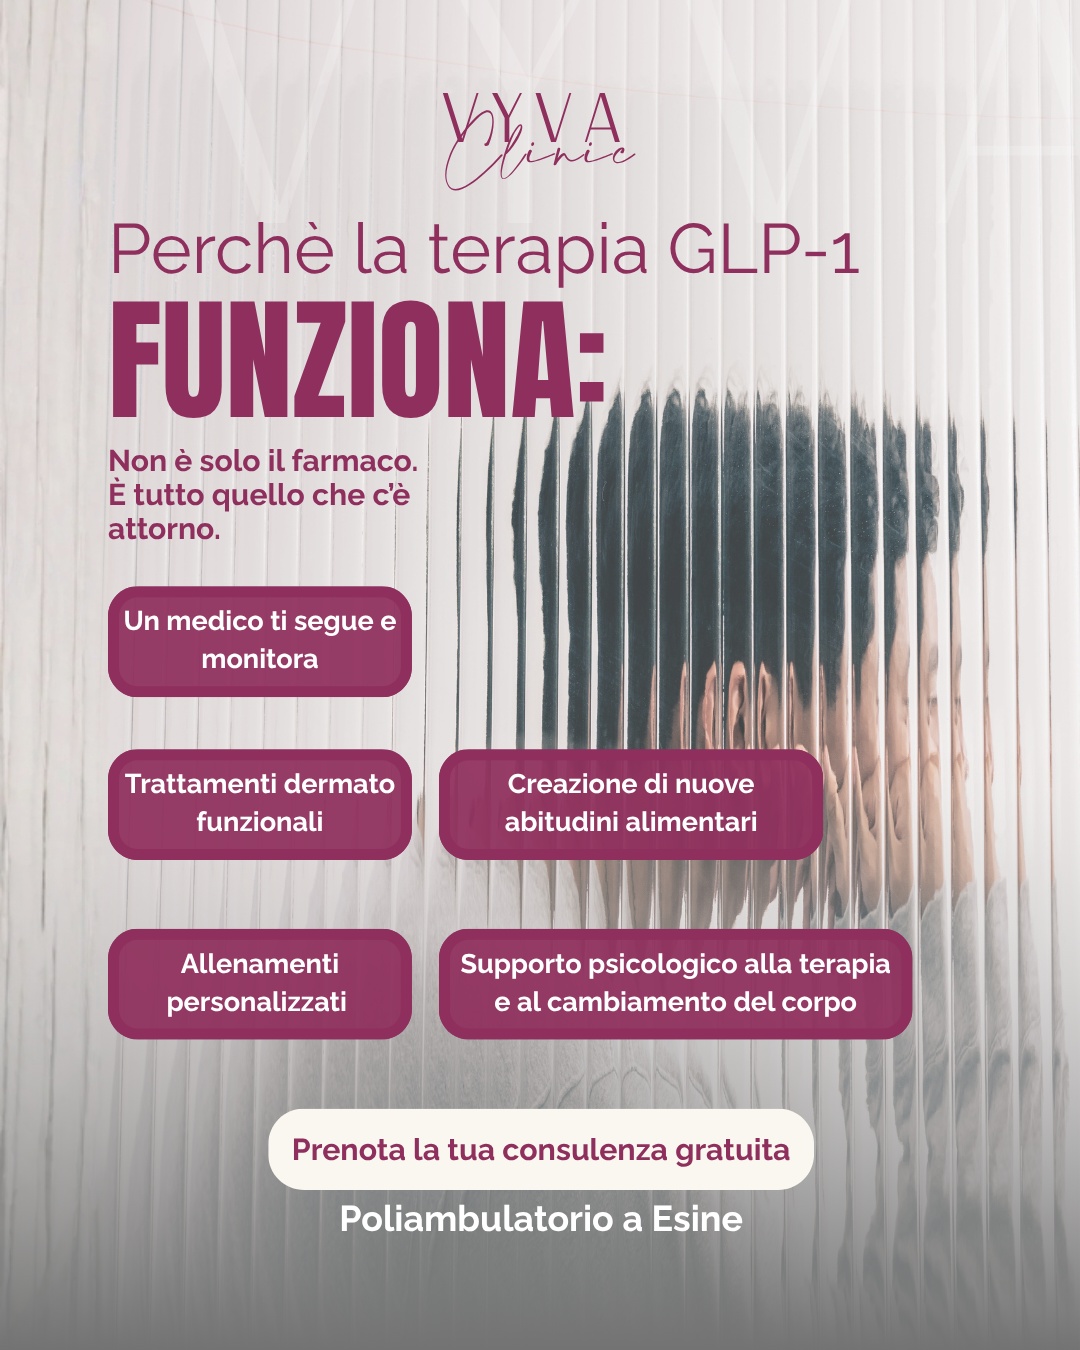 VYVA
Clinic
Perchè la terapia GLP-1
FUNZIONA:
Non è solo il farmaco.
È tutto quello che c’è
attorno.
Un medico ti segue e
monitora
Trattamenti dermato
funzionali
Creazione di nuove
abitudini alimentari
Allenamenti
personalizzati
Supporto psicologico alla terapia
e al cambiamento del corpo
Prenota la tua consulenza gratuita
Poliambulatorio a Esine